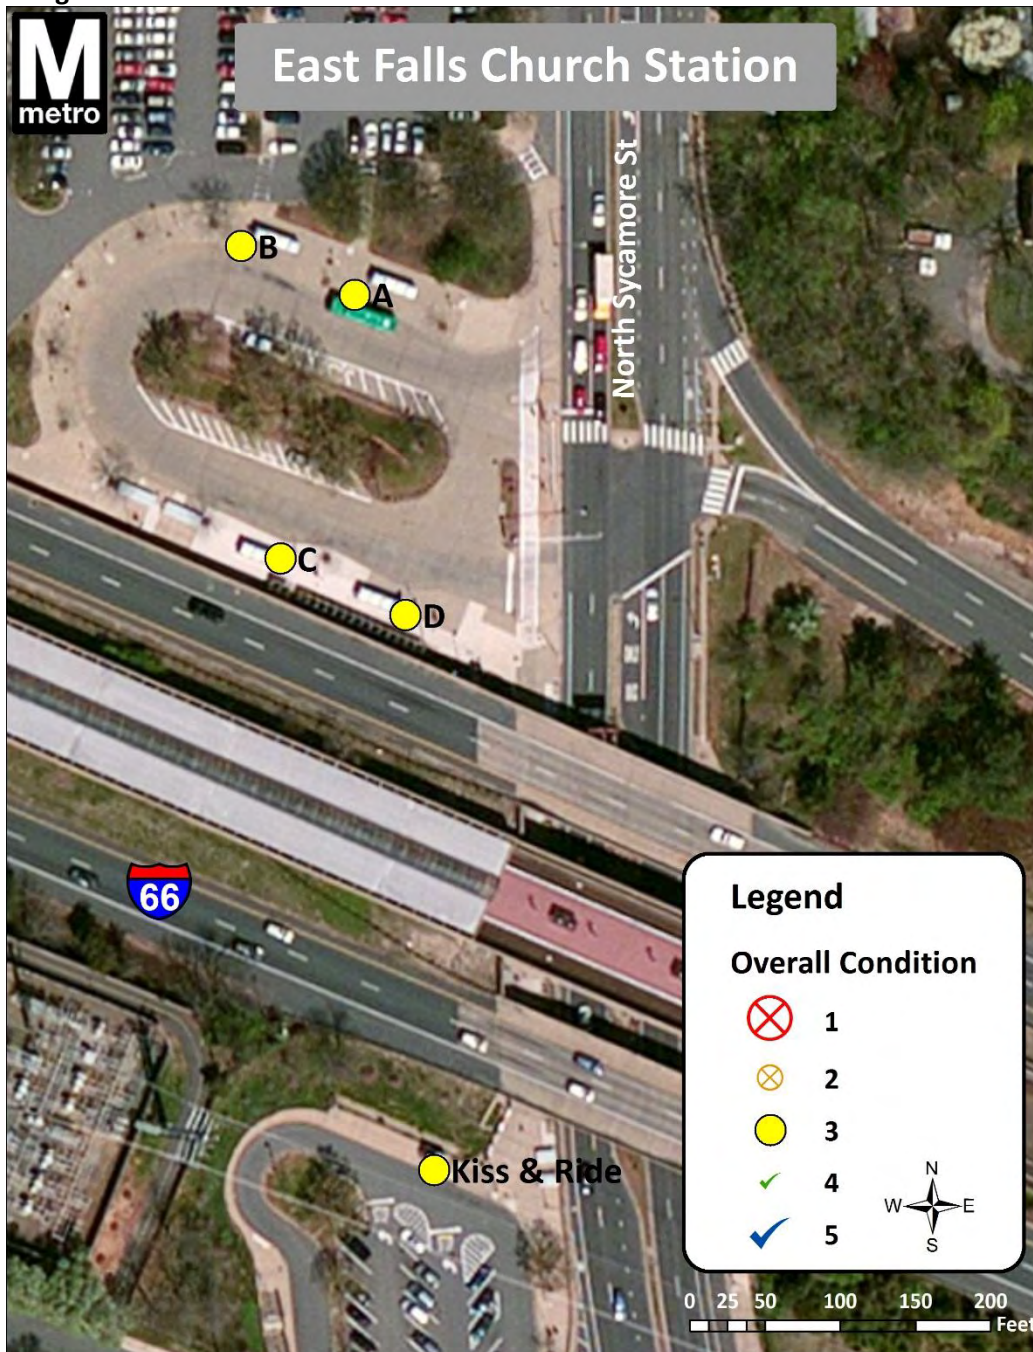 M
metro
East Falls Church Station
North Sycamore St
B
A
C
D
66
Kiss & Ride
Legend
Overall Condition
1
2
3
4
5
N
W E
S
0 25 50 100 150 200
Feet